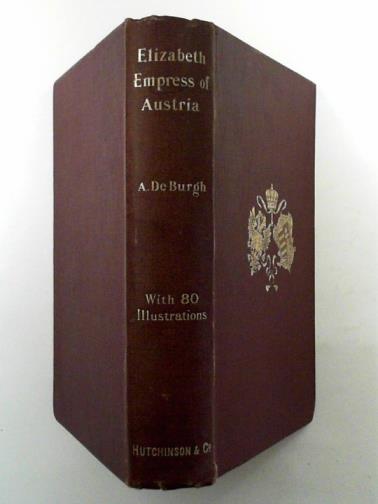 Elizabeth
Empress of
Austria
A. De Burgh
With 80
Illustrations
HUTCHINSON & Co